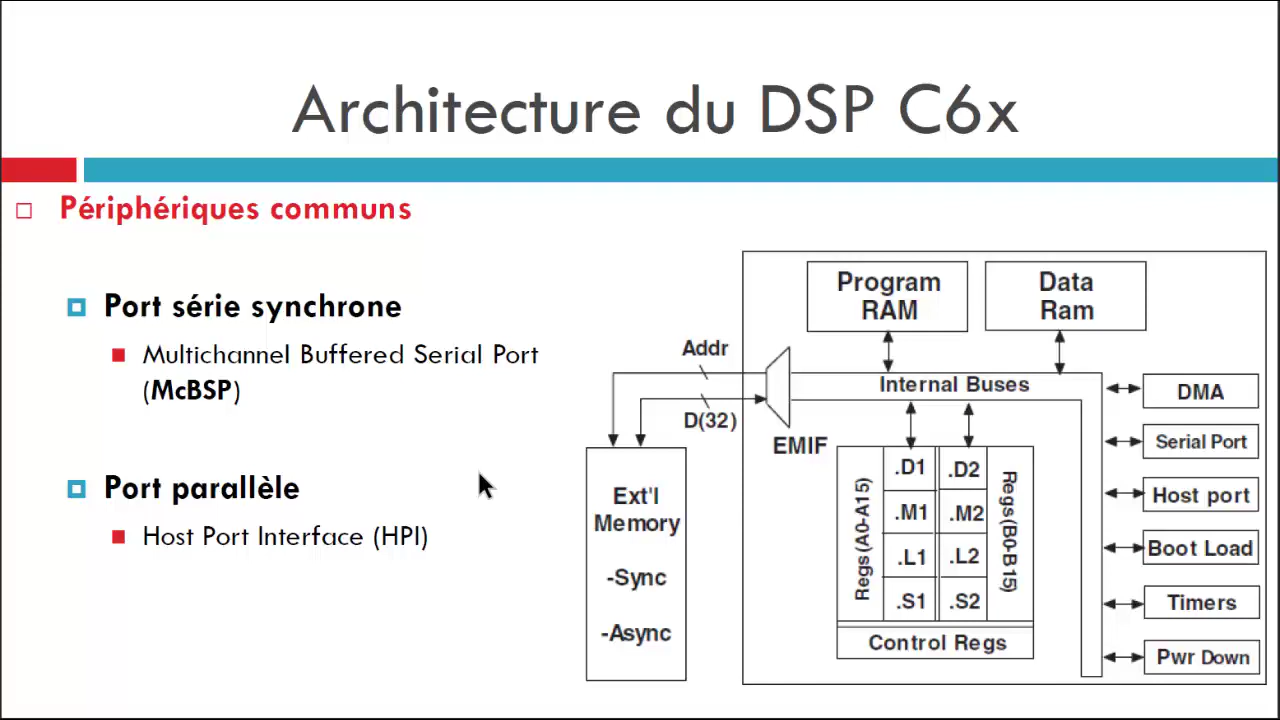 Architecture du DSP C6x
Périphériques communs
Port série synchrone
Multichannel Buffered Serial Port
(McBSP)
Port parallèle
Host Port Interface (HPI)
Program
RAM
Data
Ram
Addr
D(32)
EMIF
Internal Buses
Ext'l
Memory
-Sync
-Async
Regs(A0-A15)
.D1
.D2
.M1
.M2
.L1
.L2
.S1
.S2
Regs(B0-B15)
Control Regs
DMA
Serial Port
Host port
Boot Load
Timers
Pwr Down